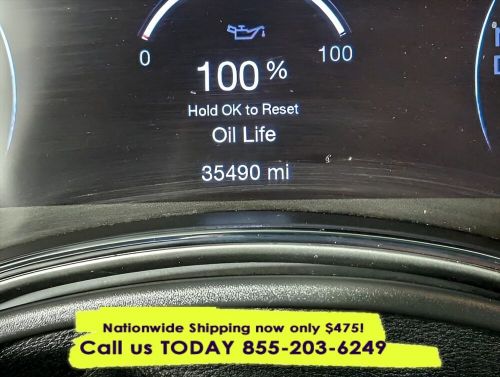 0 100
100 %
Hold OK to Reset
Oil Life
35490 mi
Nationwide Shipping now only $475!
Call us TODAY 855-203-6249